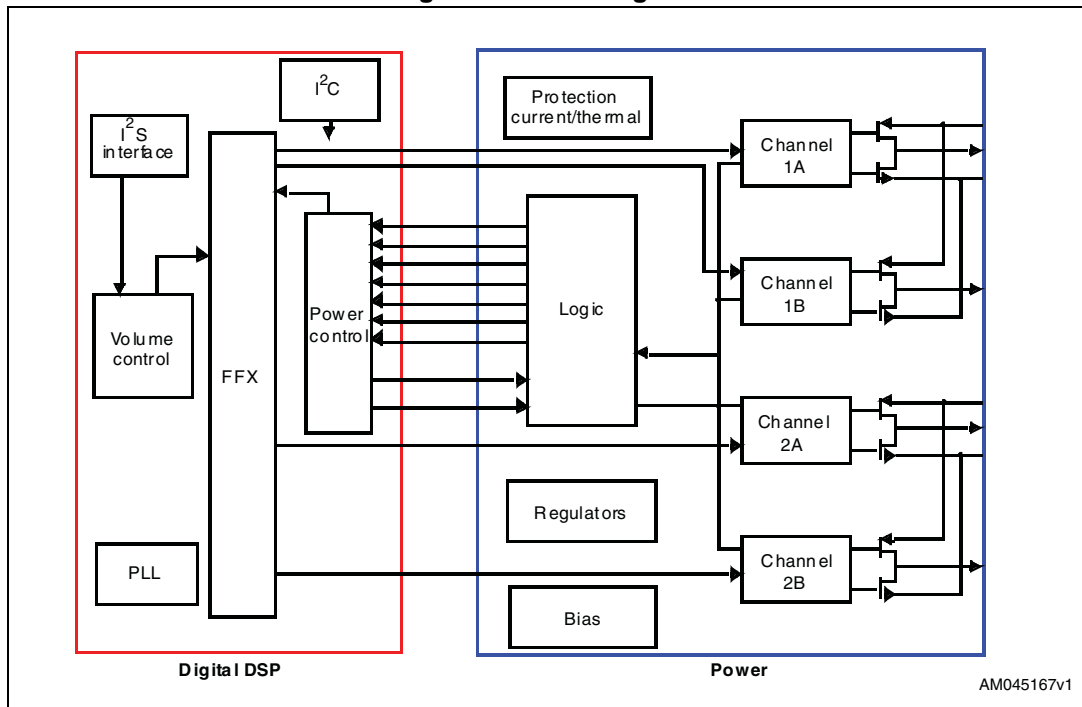 I2C
I2S
interface
Volume
control
FFX
Power
control
PLL
Digital DSP
Protection
current/thermal
Logic
Regulators
Bias
Channel
1A
Channel
1B
Channel
2A
Channel
2B
Power
AM045167v1